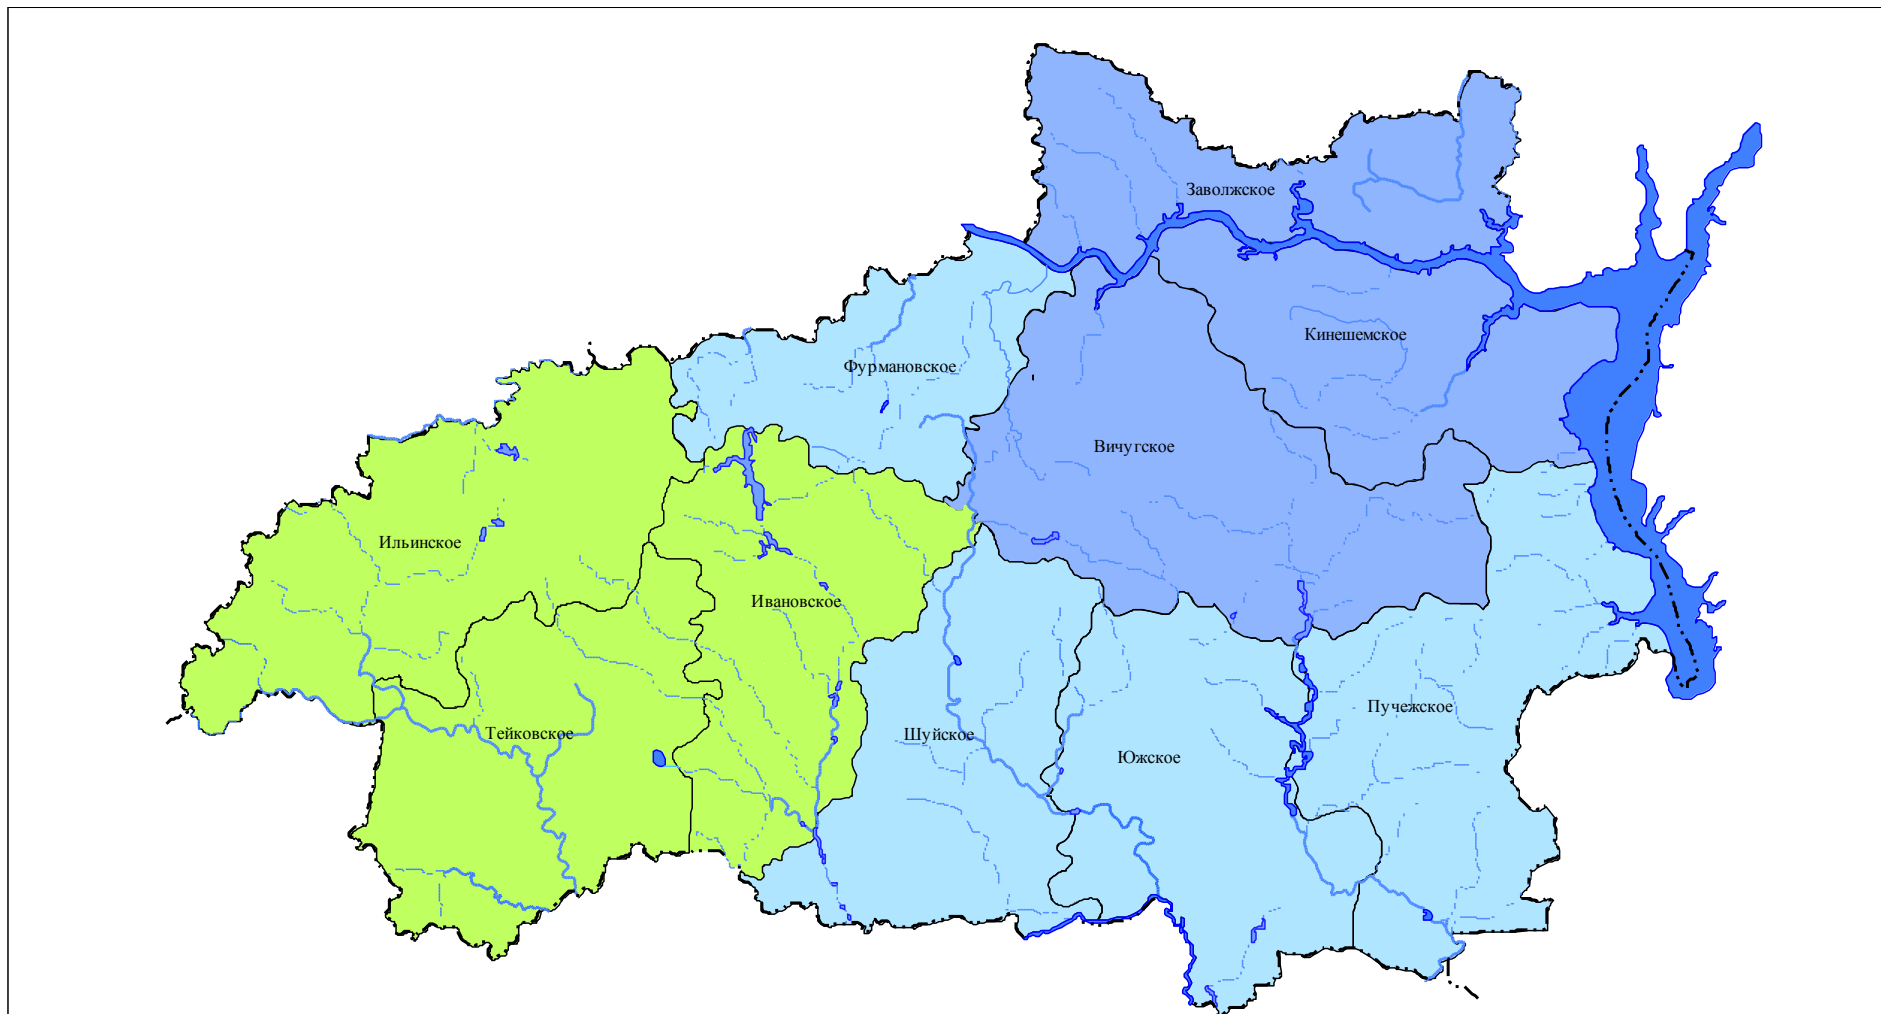 Заволжское
Кинешемское
Фурмановское
Вичугское
Ильинское
Ивановское
Пучежское
Тейковское
Шуйское
Южское